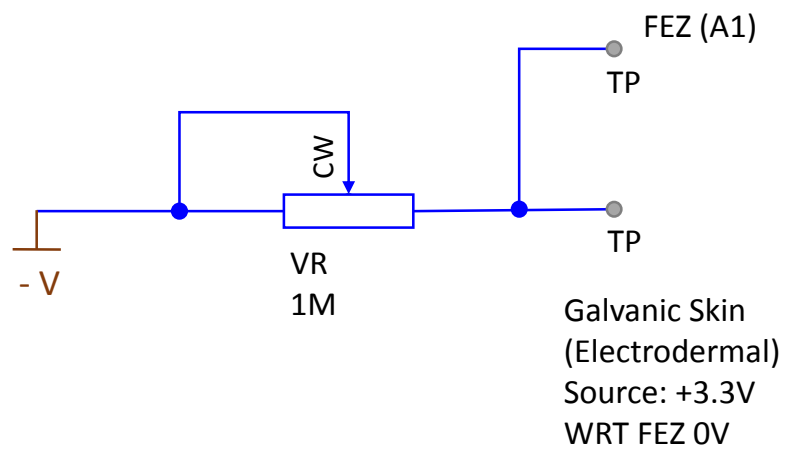 FEZ (A1)
TP
CW
TP
- V
VR
1M
Galvanic Skin
(Electrodermal)
Source: +3.3V
WRT FEZ 0V